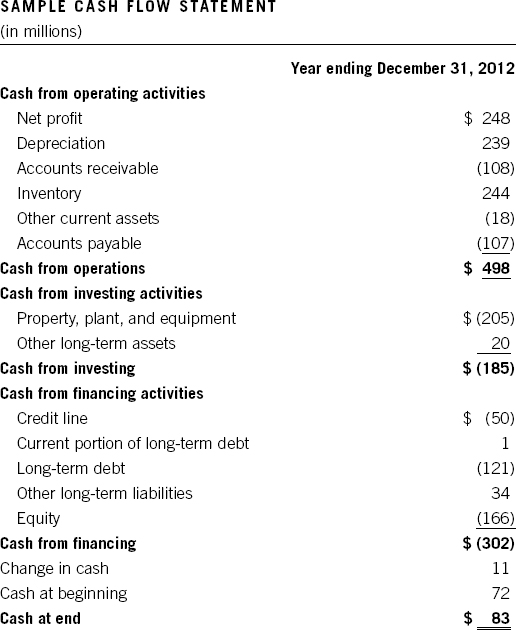 SAMPLE CASH FLOW STATEMENT
(in millions)
Year ending December 31, 2012
Cash from operating activities
Net profit $ 248
Depreciation 239
Accounts receivable (108)
Inventory 244
Other current assets (18)
Accounts payable (107)
Cash from operations $ 498
Cash from investing activities
Property, plant, and equipment $ (205)
Other long-term assets 20
Cash from investing $ (185)
Cash from financing activities
Credit line $ (50)
Current portion of long-term debt 1
Long-term debt (121)
Other long-term liabilities 34
Equity (166)
Cash from financing $ (302)
Change in cash 11
Cash at beginning 72
Cash at end $ 83